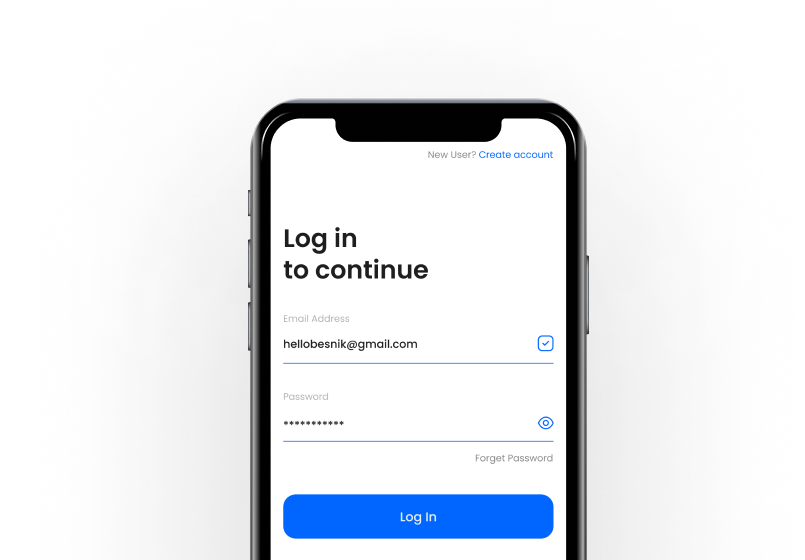 New User? Create account
Log in
to continue
Email Address
hellobesnik@gmail.com
Password
***********
Forget Password
Log In